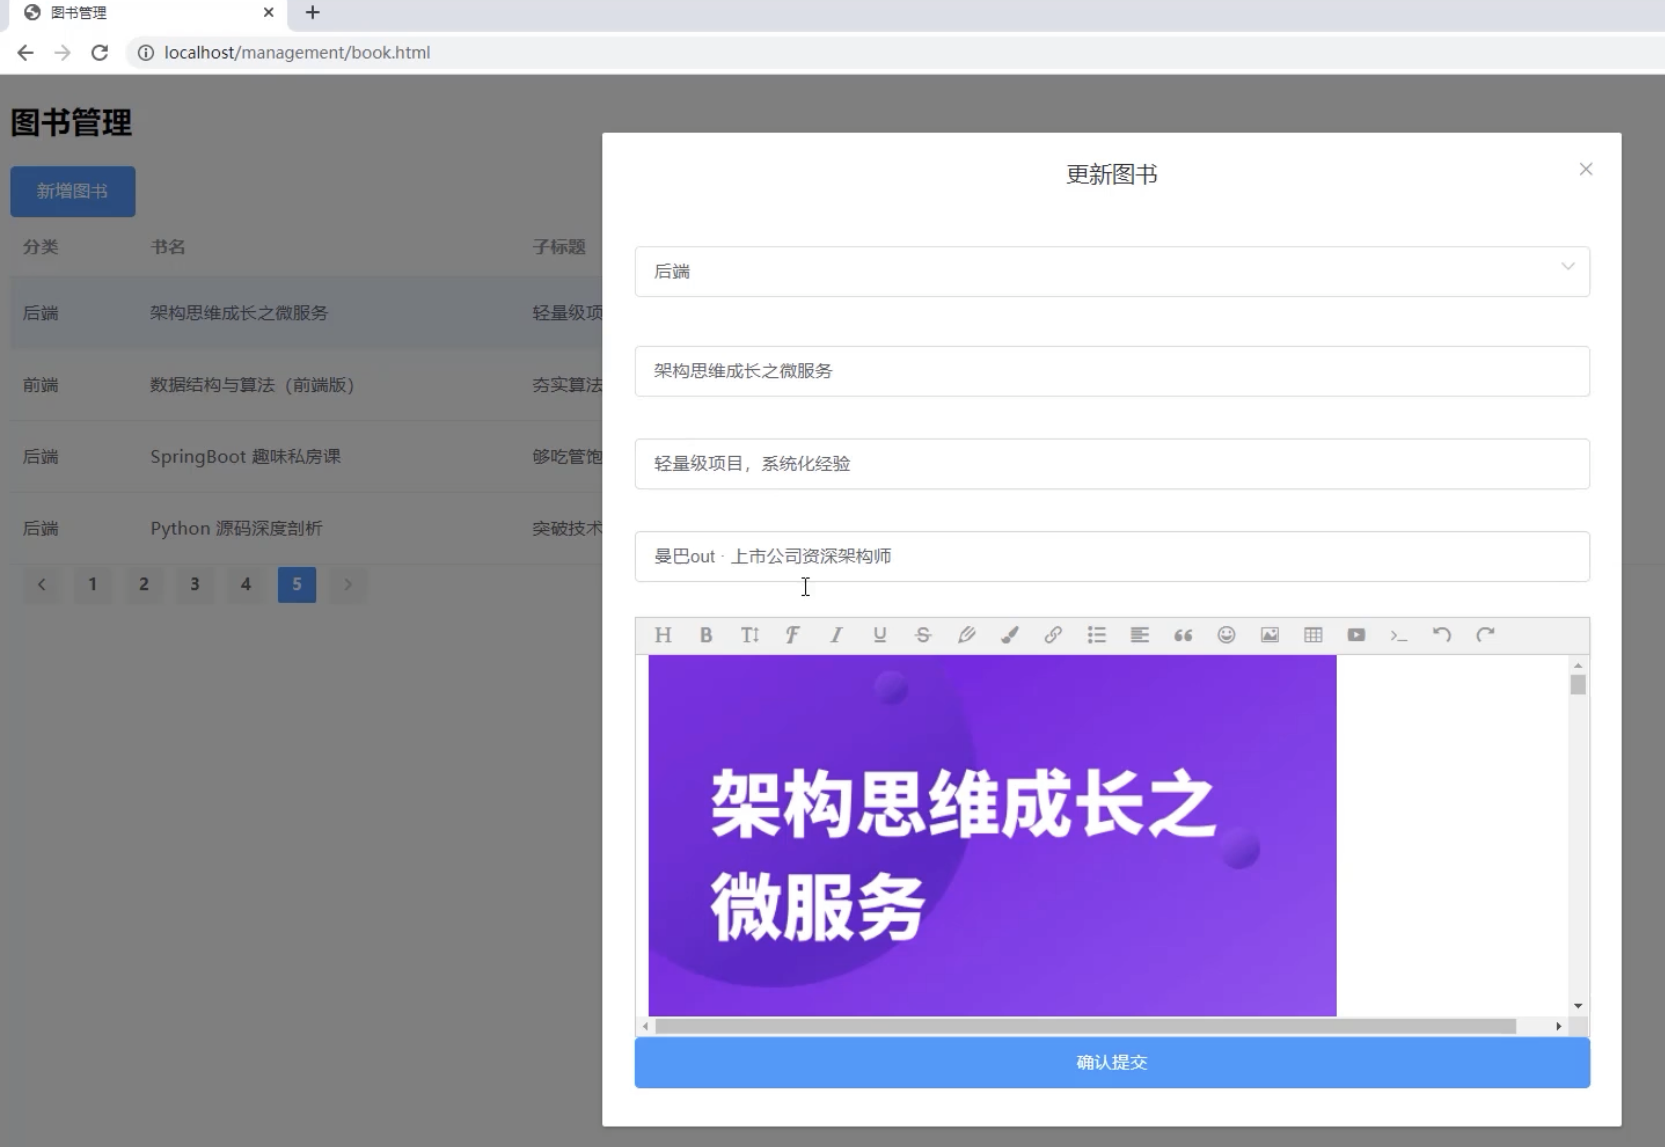 图书管理
localhost/management/book.html
图书管理
新增图书
分类 书名 子标题
后端 架构思维成长之微服务 轻量级项
前端 数据结构与算法（前端版） 夯实算法
后端 SpringBoot 趣味私房课 够吃管饱
后端 Python 源码深度剖析 突破技术
1 2 3 4 5
更新图书
后端
架构思维成长之微服务
轻量级项目，系统化经验
曼巴out · 上市公司资深架构师
架构思维成长之
微服务
确认提交